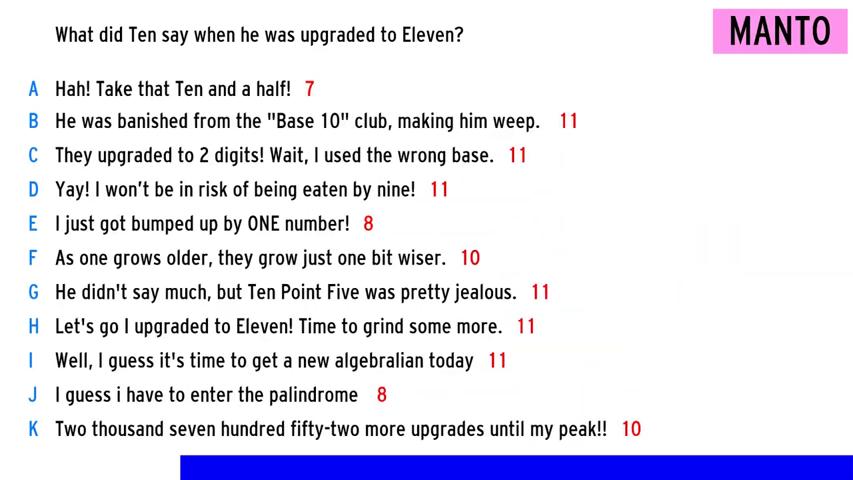 What did Ten say when he was upgraded to Eleven?
MANTO
A Hah! Take that Ten and a half! 7
B He was banished from the "Base 10" club, making him weep. 11
C They upgraded to 2 digits! Wait, I used the wrong base. 11
D Yay! I won't be in risk of being eaten by nine! 11
E I just got bumped up by ONE number! 8
F As one grows older, they grow just one bit wiser. 10
G He didn't say much, but Ten Point Five was pretty jealous. 11
H Let's go I upgraded to Eleven! Time to grind some more. 11
I Well, I guess it's time to get a new algebralian today 11
J I guess i have to enter the palindrome 8
K Two thousand seven hundred fifty-two more upgrades until my peak!! 10